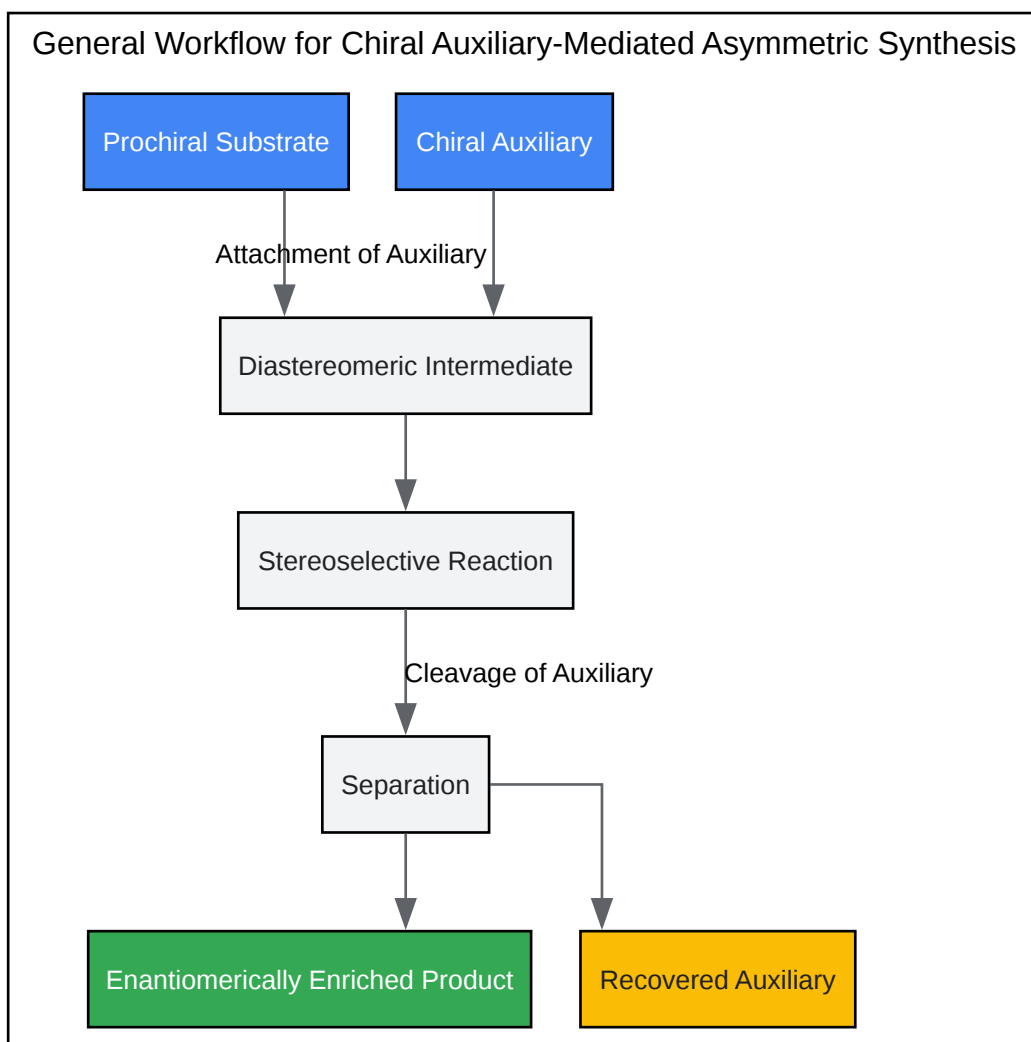 General Workflow for Chiral Auxiliary-Mediated Asymmetric Synthesis
Prochiral Substrate
Chiral Auxiliary
Attachment of Auxiliary
Diastereomeric Intermediate
Stereoselective Reaction
Cleavage of Auxiliary
Separation
Enantiomerically Enriched Product
Recovered Auxiliary